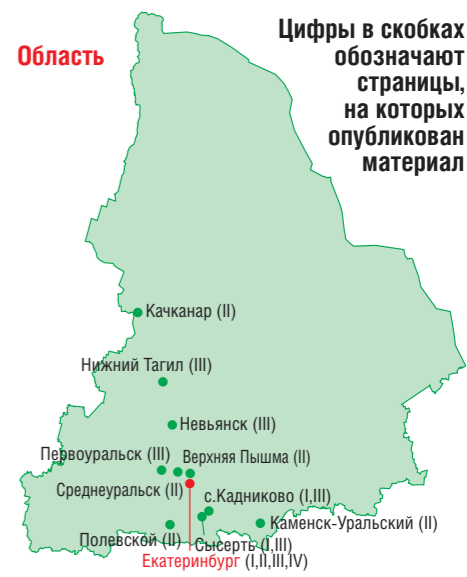 Область
Цифры в скобках
обозначают
страницы,
на которых
опубликован
материал
Качканар (II)
Нижний Тагил (III)
Невьянск (III)
Первоуральск (III)
Верхняя Пышма (II)
Среднеуральск (II)
с.Кадниково (I,III)
Каменск-Уральский (II)
Полевской (II)
Сысерть (I,III)
Екатеринбург (I,II,III,IV)